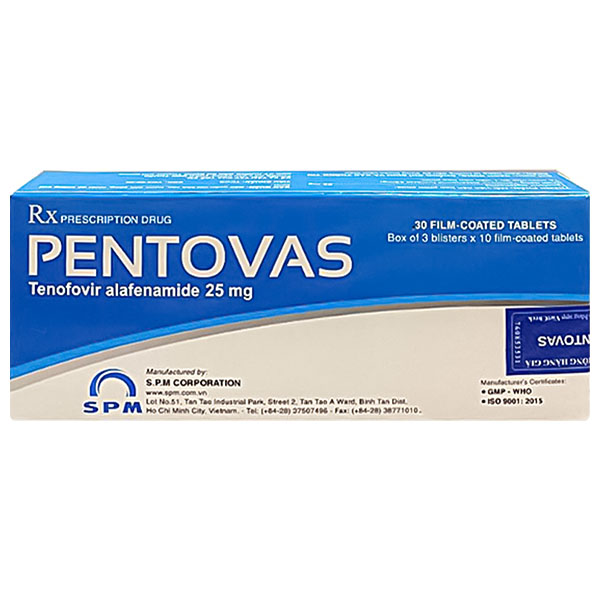 Rx PRESCRIPTION DRUG
PENTOVAS
Tenofovir alafenamide 25 mg
30 FILM-COATED TABLETS
Box of 3 blisters x 10 film-coated tablets
SPM
Manufactured by:
S.P.M CORPORATION
www.spm.com.vn
Lot No.51, Tan Tao Industrial Park, Street 2, Tan Tao A Ward, Binh Tan Dist,
Ho Chi Minh City, Vietnam. - Tel: (+84-28) 37507496 - Fax: (+84-28) 38771010
NTOVAS
HÀNG GIẢ
Manufacturer's Certificates:
• GMP - WHO
• ISO 9001: 2015